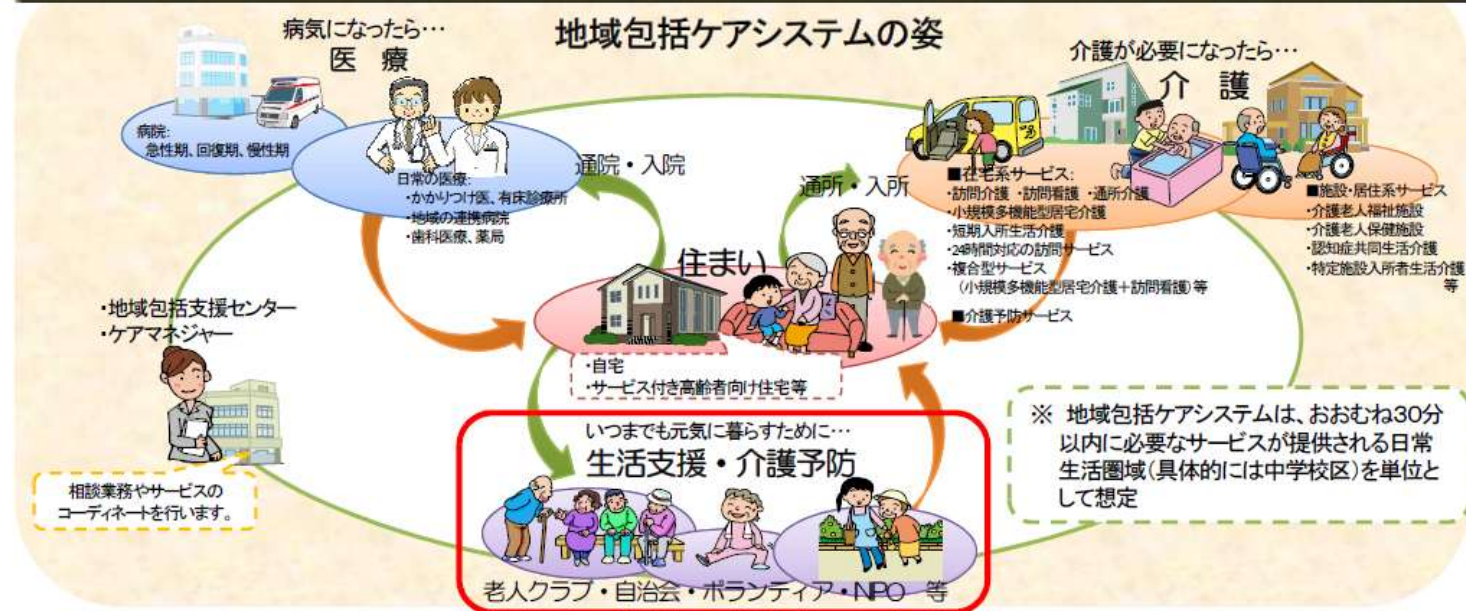 地域包括ケアシステムの姿
病気になったら…
医 療
病院:
急性期、回復期、慢性期
日常の医療:
・かかりつけ医、有床診療所
・地域の連携病院
・歯科医療、薬局
通院・入院
通所・入所
介護が必要になったら…
介 護
■在宅系サービス:
・訪問介護 ・訪問看護 ・通所介護
・小規模多機能型居宅介護
・短期入所生活介護
・24時間対応の訪問サービス
・複合型サービス
(小規模多機能型居宅介護+訪問看護)等
■介護予防サービス
■施設・居住系サービス
・介護老人福祉施設
・介護老人保健施設
・認知症共同生活介護
・特定施設入所者生活介護
等
住まい
・自宅
・サービス付き高齢者向け住宅等
・地域包括支援センター
・ケアマネジャー
相談業務やサービスの
コーディネートを行います。
いつまでも元気に暮らすために…
生活支援・介護予防
老人クラブ・自治会・ボランティア・NPO 等
※ 地域包括ケアシステムは、おおむね30分
以内に必要なサービスが提供される日常
生活圏域(具体的には中学校区)を単位と
して想定